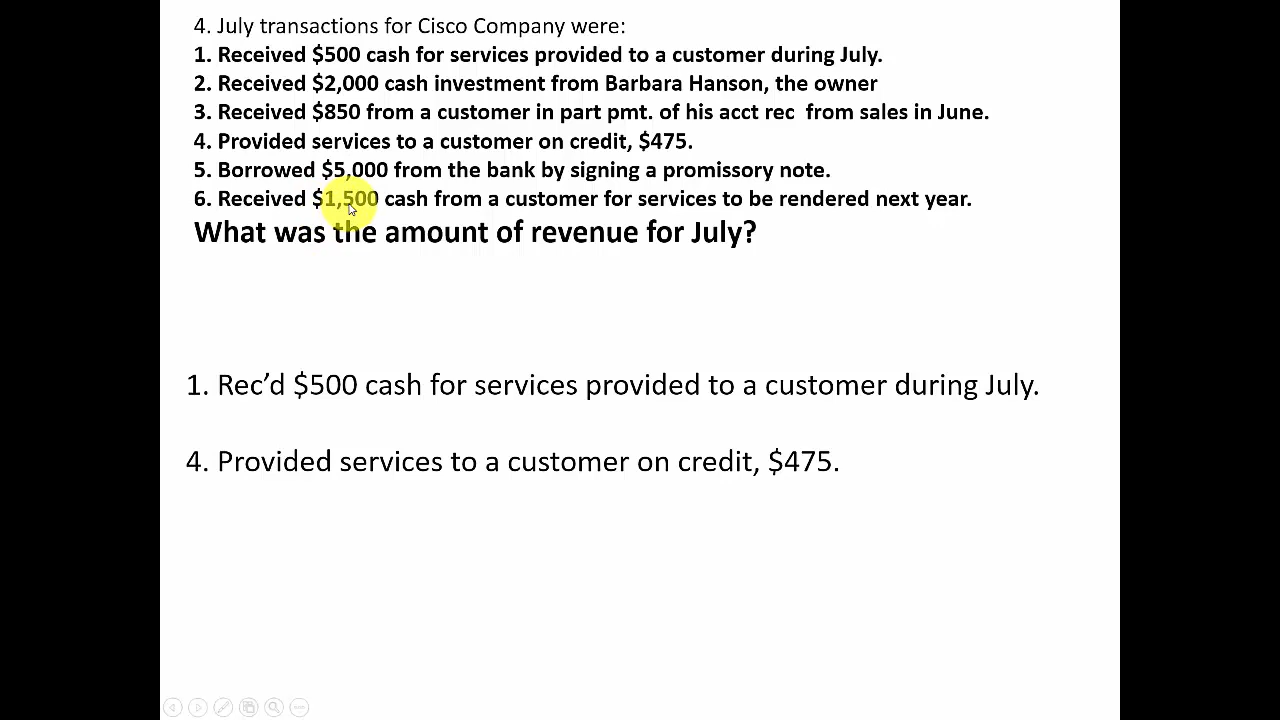 4. July transactions for Cisco Company were:
1. Received $500 cash for services provided to a customer during July.
2. Received $2,000 cash investment from Barbara Hanson, the owner
3. Received $850 from a customer in part pmt. of his acct rec  from sales in June.
4. Provided services to a customer on credit, $475.
5. Borrowed $5,000 from the bank by signing a promissory note.
6. Received $1,500 cash from a customer for services to be rendered next year.
What was the amount of revenue for July?
1. Rec’d $500 cash for services provided to a customer during July.
4. Provided services to a customer on credit, $475.